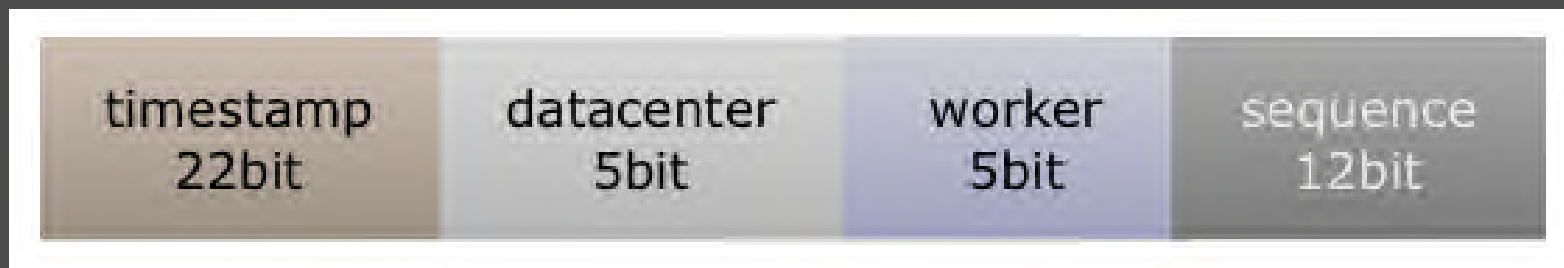 timestamp
22bit
datacenter
5bit
worker
5bit
sequence
12bit